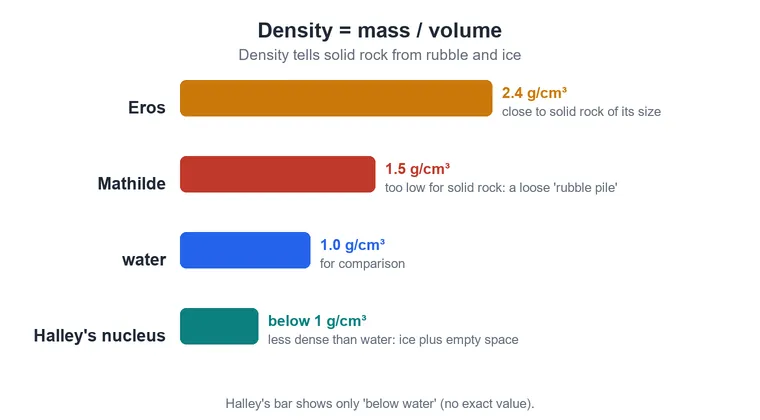 Density = mass / volume
Density tells solid rock from rubble and ice
Eros
2.4 g/cm³
close to solid rock of its size
Mathilde
1.5 g/cm³
too low for solid rock: a loose 'rubble pile'
water
1.0 g/cm³
for comparison
Halley's nucleus
below 1 g/cm³
less dense than water: ice plus empty space
Halley's bar shows only 'below water' (no exact value).